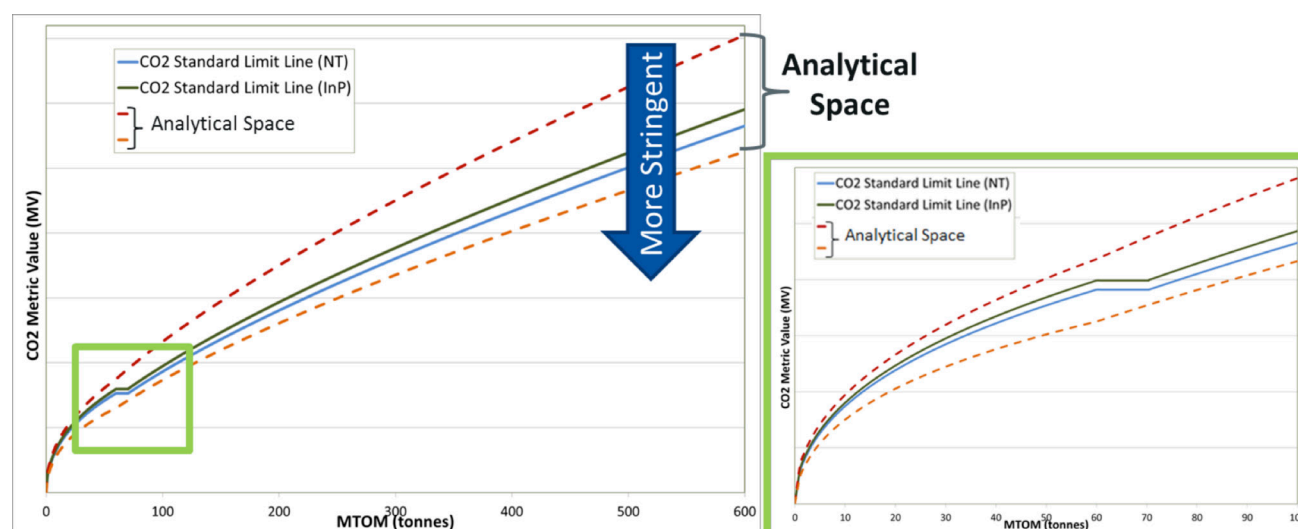 CO2 Standard Limit Line (NT)
CO2 Standard Limit Line (InP)
Analytical Space
More Stringent
Analytical
Space
CO2 Metric Value (MV)
0 100 200 300 400 500 600
MTOM (tonnes)
CO2 Standard Limit Line (NT)
CO2 Standard Limit Line (InP)
Analytical Space
CO2 Metric Value (MV)
0 10 20 30 40 50 60 70 80 90 100
MTOM (tonnes)